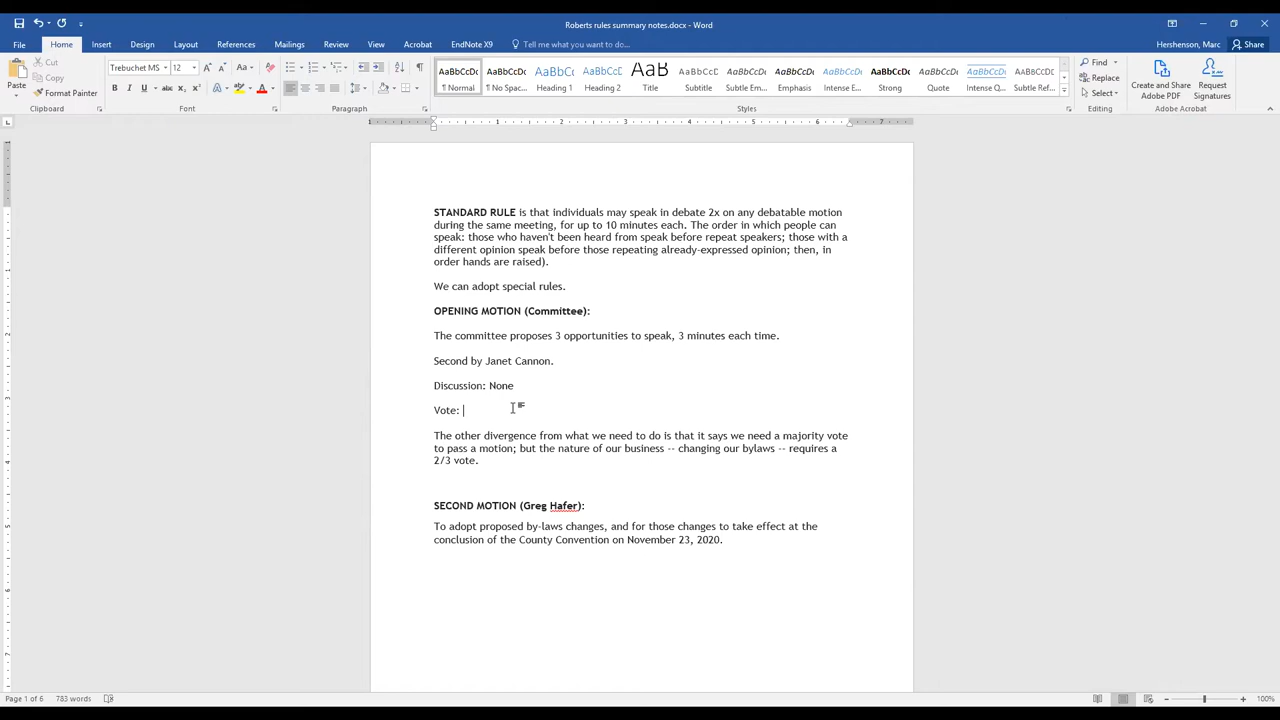 Roberts rules summary notes.docx - Word
File Home Insert Design Layout References Mailings Review View Acrobat EndNote X9 Tell me what you want to do... Hershenson, Marc Share
Paste Cut Copy Format Painter
Trebuchet MS 12
Clipboard Font Paragraph Styles Editing Adobe Acrobat
AaBbCcDc ¶ Normal
AaBbCcDc ¶ No Spac...
AaBbCc Heading 1
AaBbCcD Heading 2
AaB Title
AaBbCcD Subtitle
AaBbCcDc Subtle Em...
AaBbCcDc Emphasis
AaBbCcDc Intense E...
AaBbCcDc Strong
AaBbCcDc Quote
AaBbCcDc Intense Q...
AaBbCcDc Subtle Ref...
Find
Replace
Select
Create and Share Adobe PDF
Request Signatures
STANDARD RULE is that individuals may speak in debate 2x on any debatable motion
during the same meeting, for up to 10 minutes each. The order in which people can
speak: those who haven't been heard from speak before repeat speakers; those with a
different opinion speak before those repeating already-expressed opinion; then, in
order hands are raised).
We can adopt special rules.
OPENING MOTION (Committee):
The committee proposes 3 opportunities to speak, 3 minutes each time.
Second by Janet Cannon.
Discussion: None
Vote:
The other divergence from what we need to do is that it says we need a majority vote
to pass a motion; but the nature of our business -- changing our bylaws -- requires a
2/3 vote.
SECOND MOTION (Greg Hafer):
To adopt proposed by-laws changes, and for those changes to take effect at the
conclusion of the County Convention on November 23, 2020.
Page 1 of 6 783 words 100%